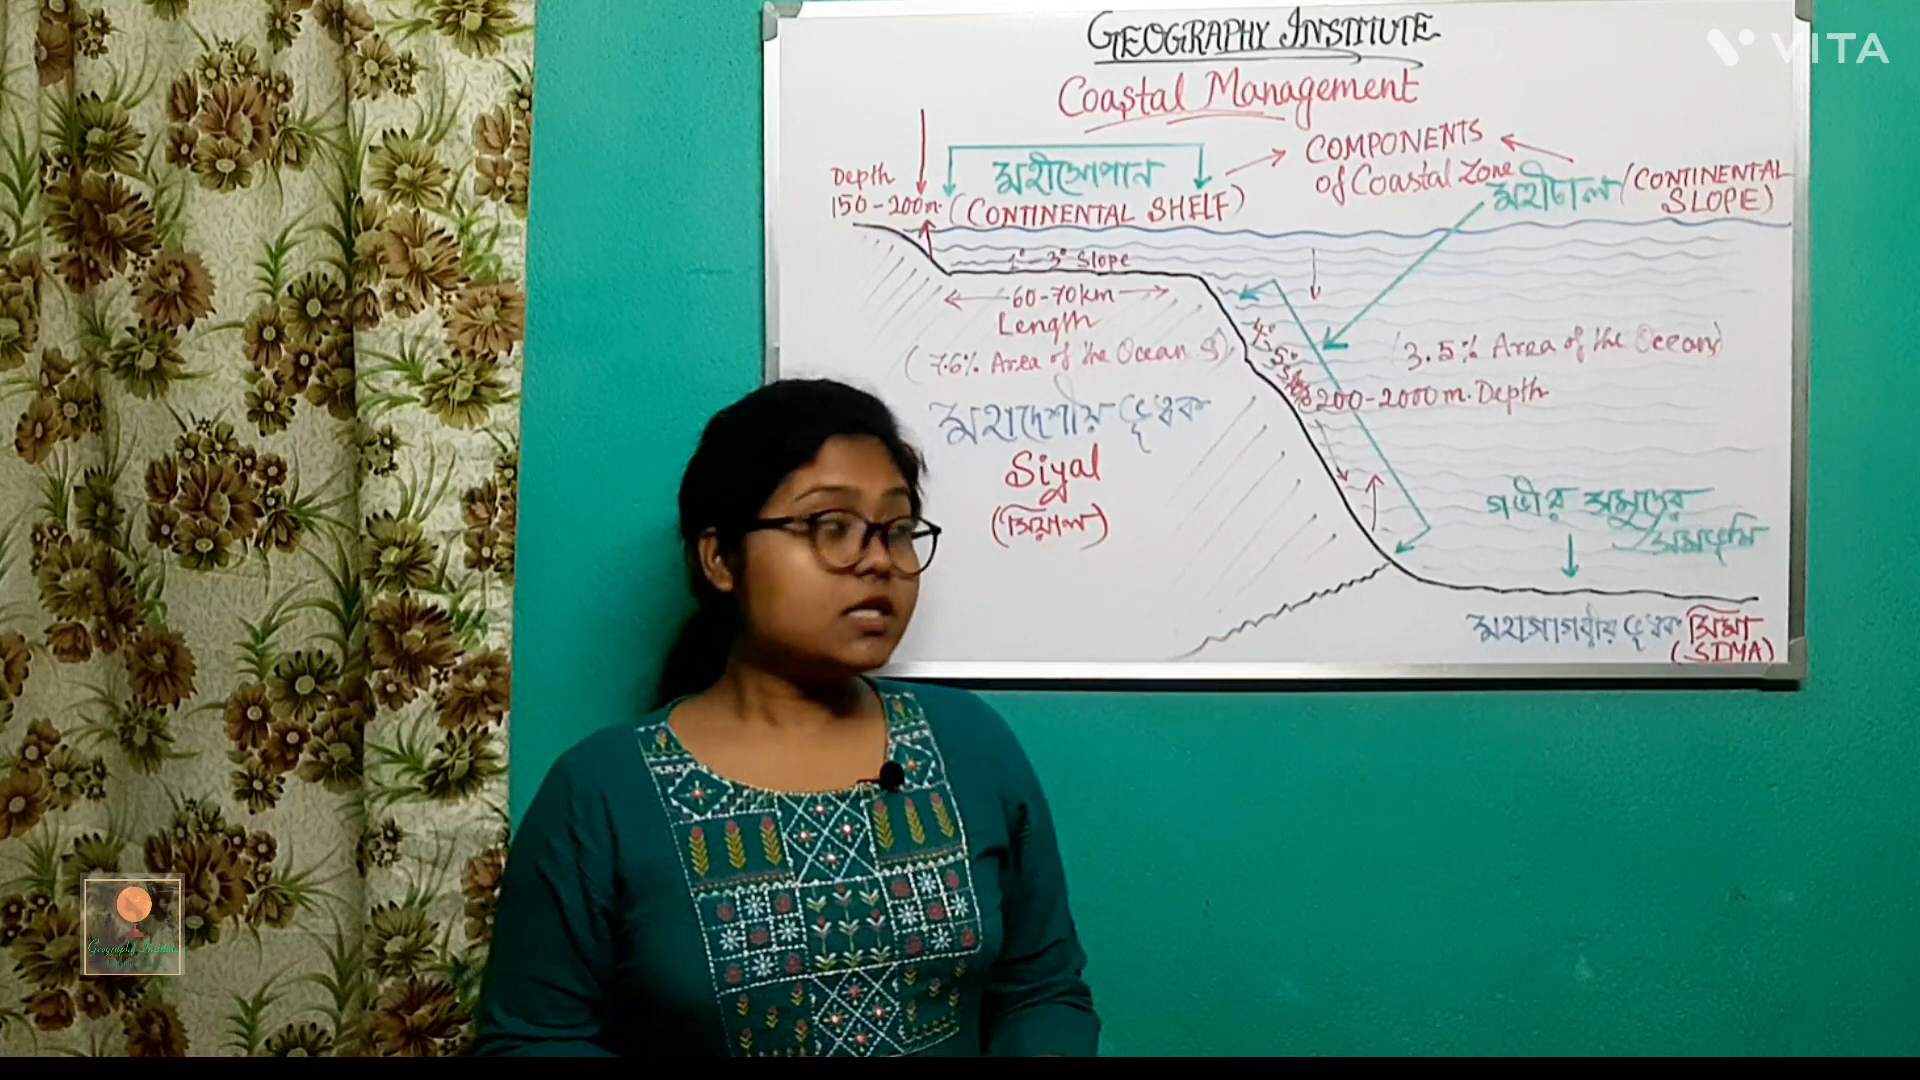 GEOGRAPHY INSTITUTE
VITA
Coastal Management
COMPONENTS
of Coastal Zone
Depth
150-200m.
মহীসোপান
(CONTINENTAL SHELF)
মহীঢাল (CONTINENTAL
SLOPE)
1°-3° Slope
60-70km
Length
(7.6% Area of the Ocean
(3.5% Area of the Oceans)
200-2000m. Depth
মহাদেশীয় ভূত্বক
Siyal
(সিয়াল)
গভীর সমুদ্রের
সমভূমি
মহাসাগরীয় ভূত্বক সিমা
(SIMA)
Geography Institute